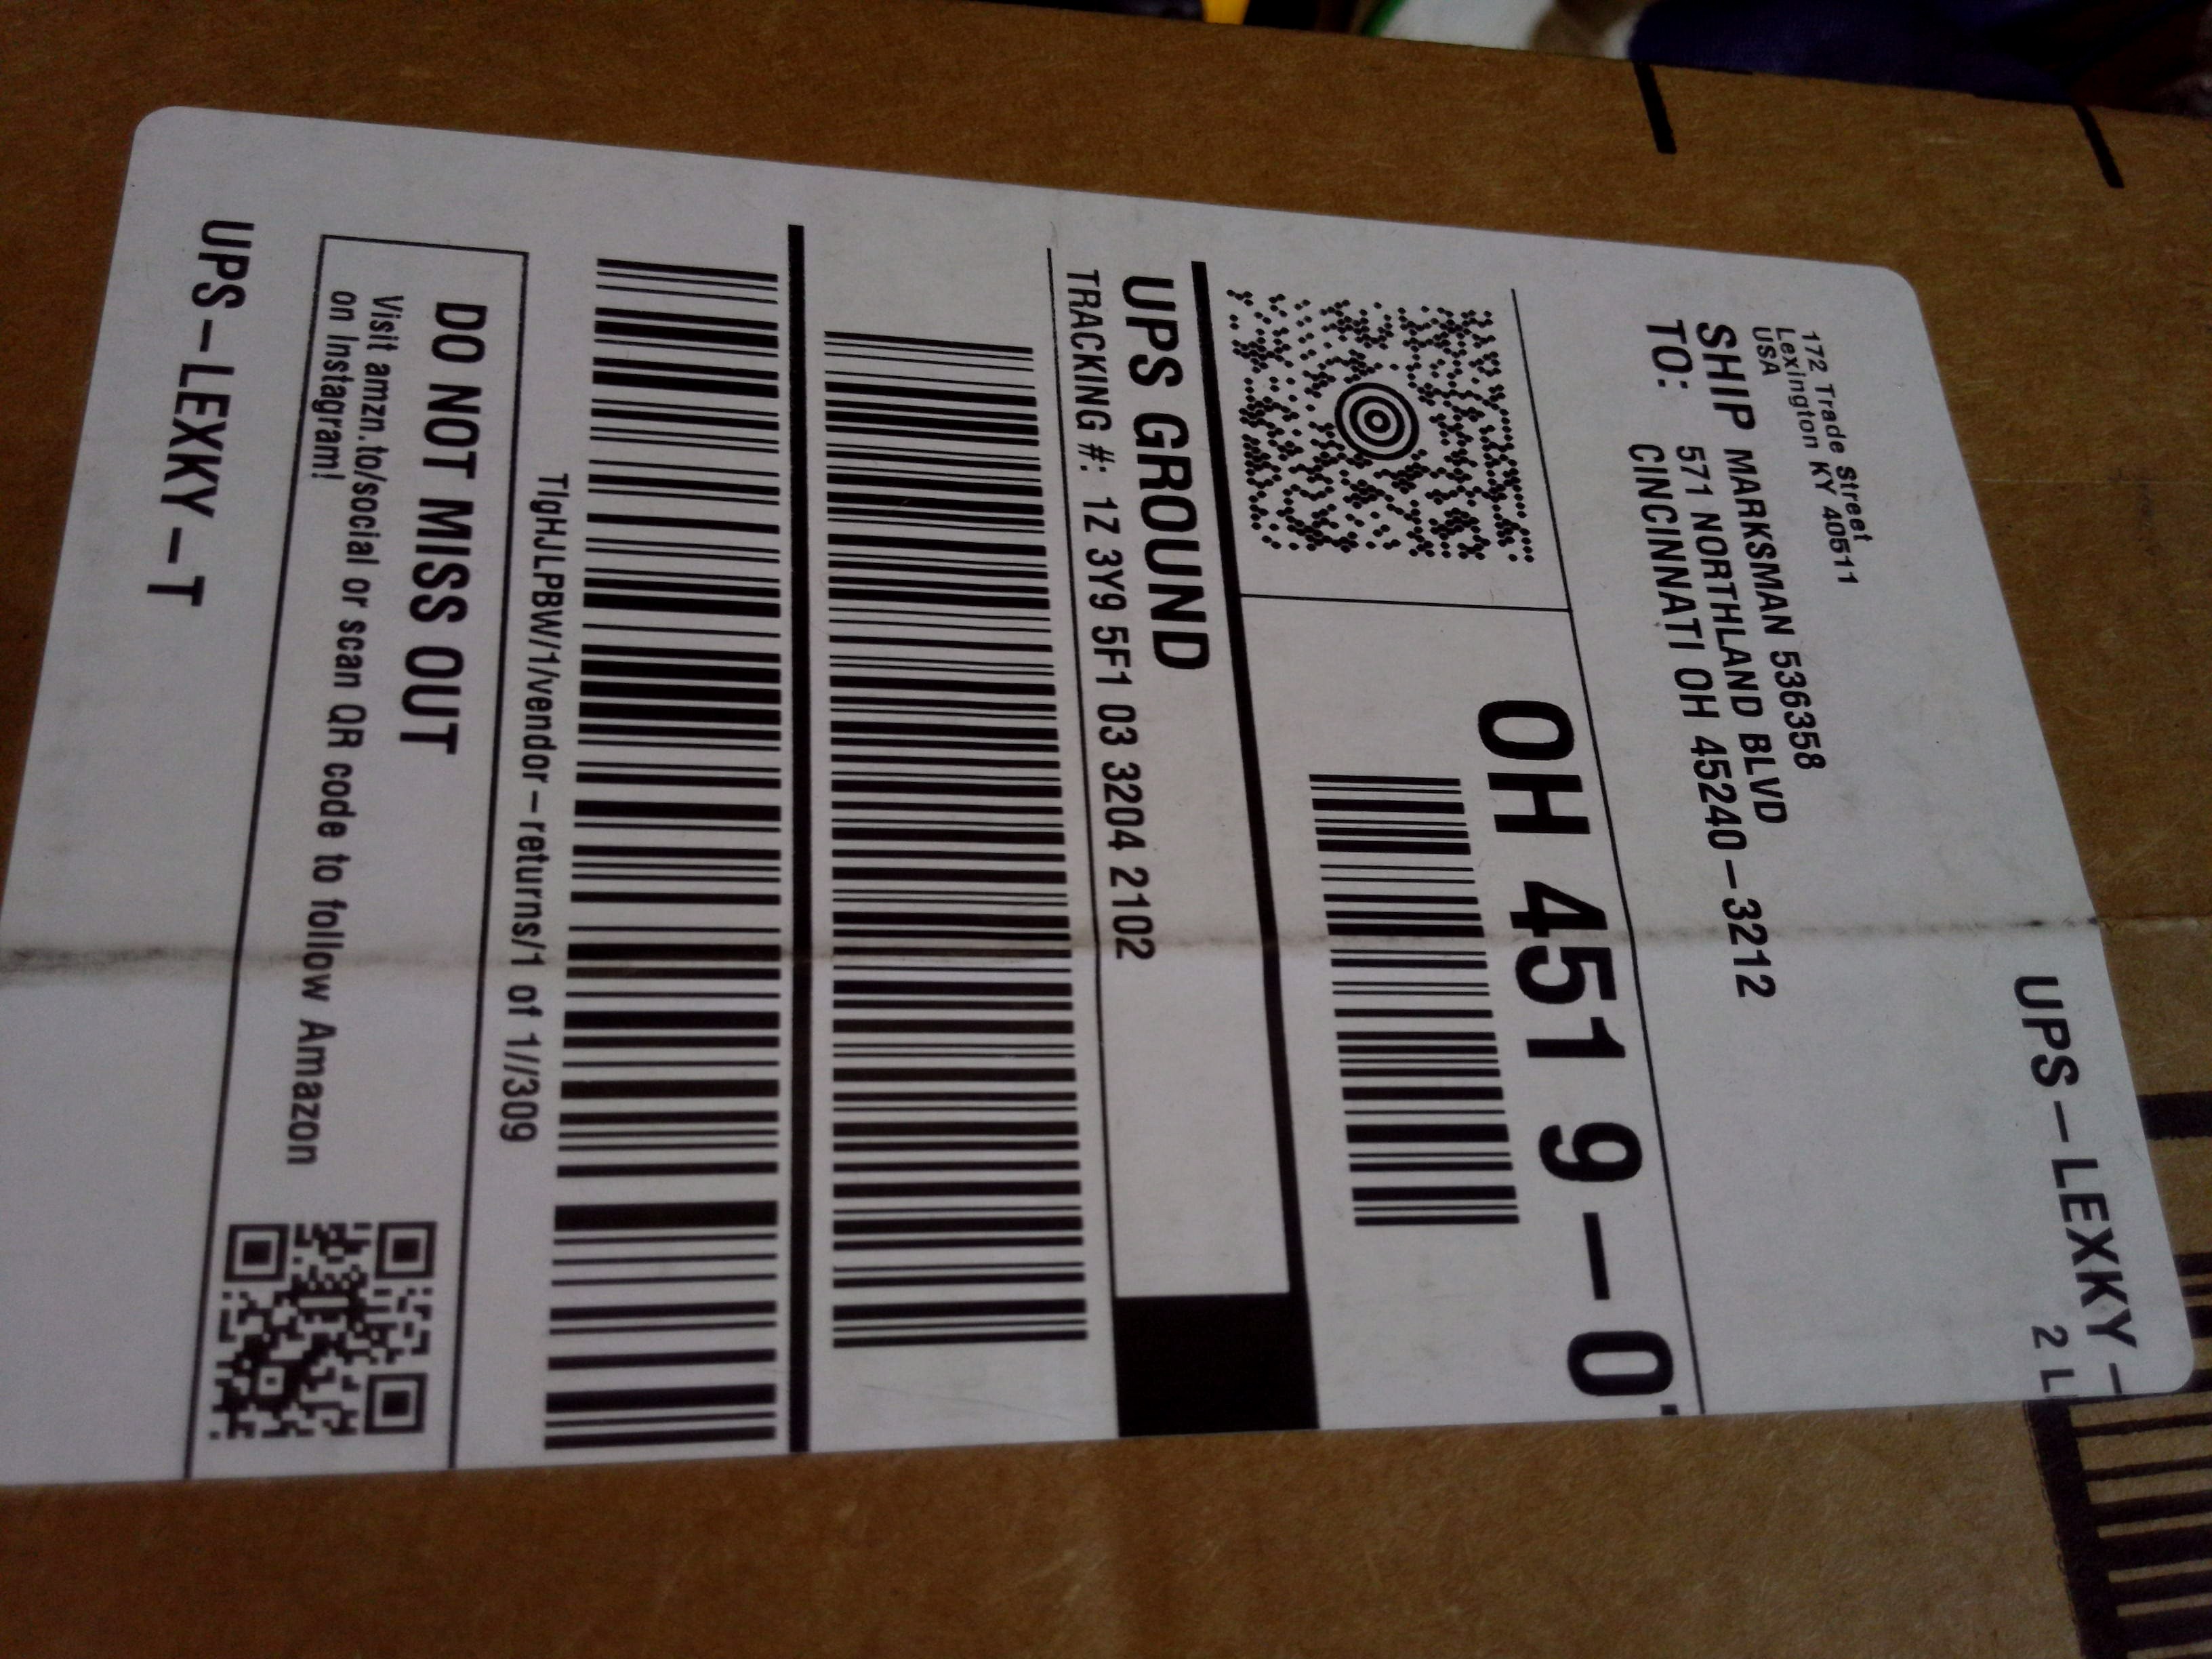 UPS-LEXKY-
2 L
172 Trade Street
Lexington KY 40511
USA
SHIP MARKSMAN 536358
TO: 571 NORTHLAND BLVD
CINCINNATI OH 45240-3212
OH 451 9-0
UPS GROUND
TRACKING #: 1Z 3Y9 5F1 03 3204 2102
TlgHJLPBW/1/vendor-returns/1 of 1//309
DO NOT MISS OUT
Visit amzn.to/social or scan QR code to follow Amazon
on Instagram!
UPS-LEXKY-T